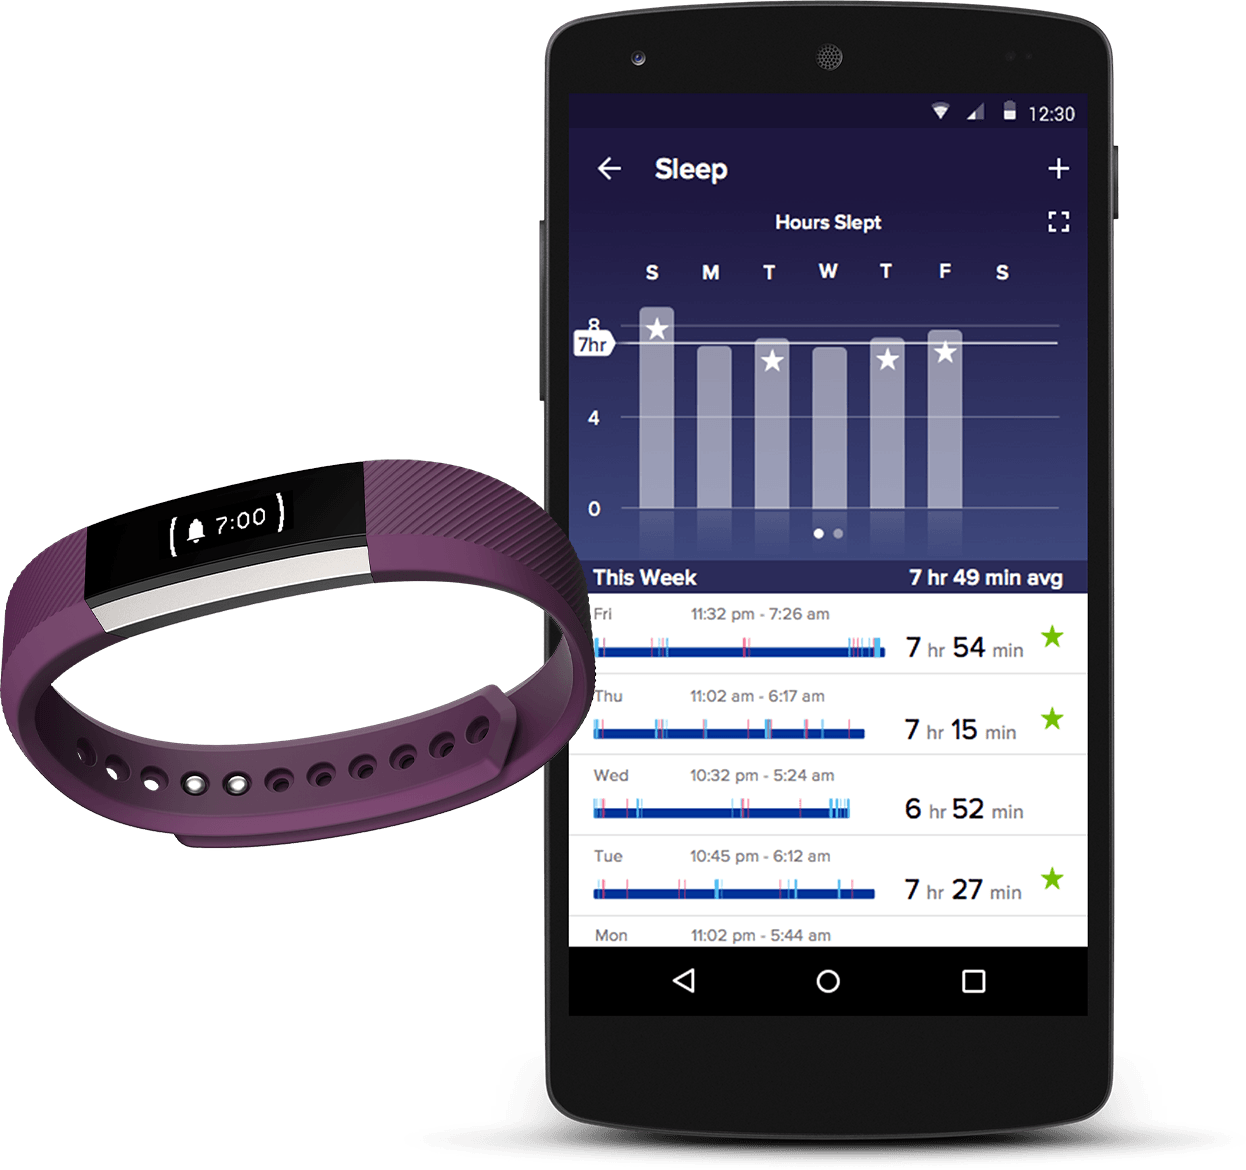 7:00
12:30
Sleep
Hours Slept
S M T W T F S
8
7hr
4
0
This Week 7 hr 49 min avg
Fri 11:32 pm - 7:26 am
7 hr 54 min
Thu 11:02 am - 6:17 am
7 hr 15 min
Wed 10:32 pm - 5:24 am
6 hr 52 min
Tue 10:45 pm - 6:12 am
7 hr 27 min
Mon 11:02 pm - 5:44 am